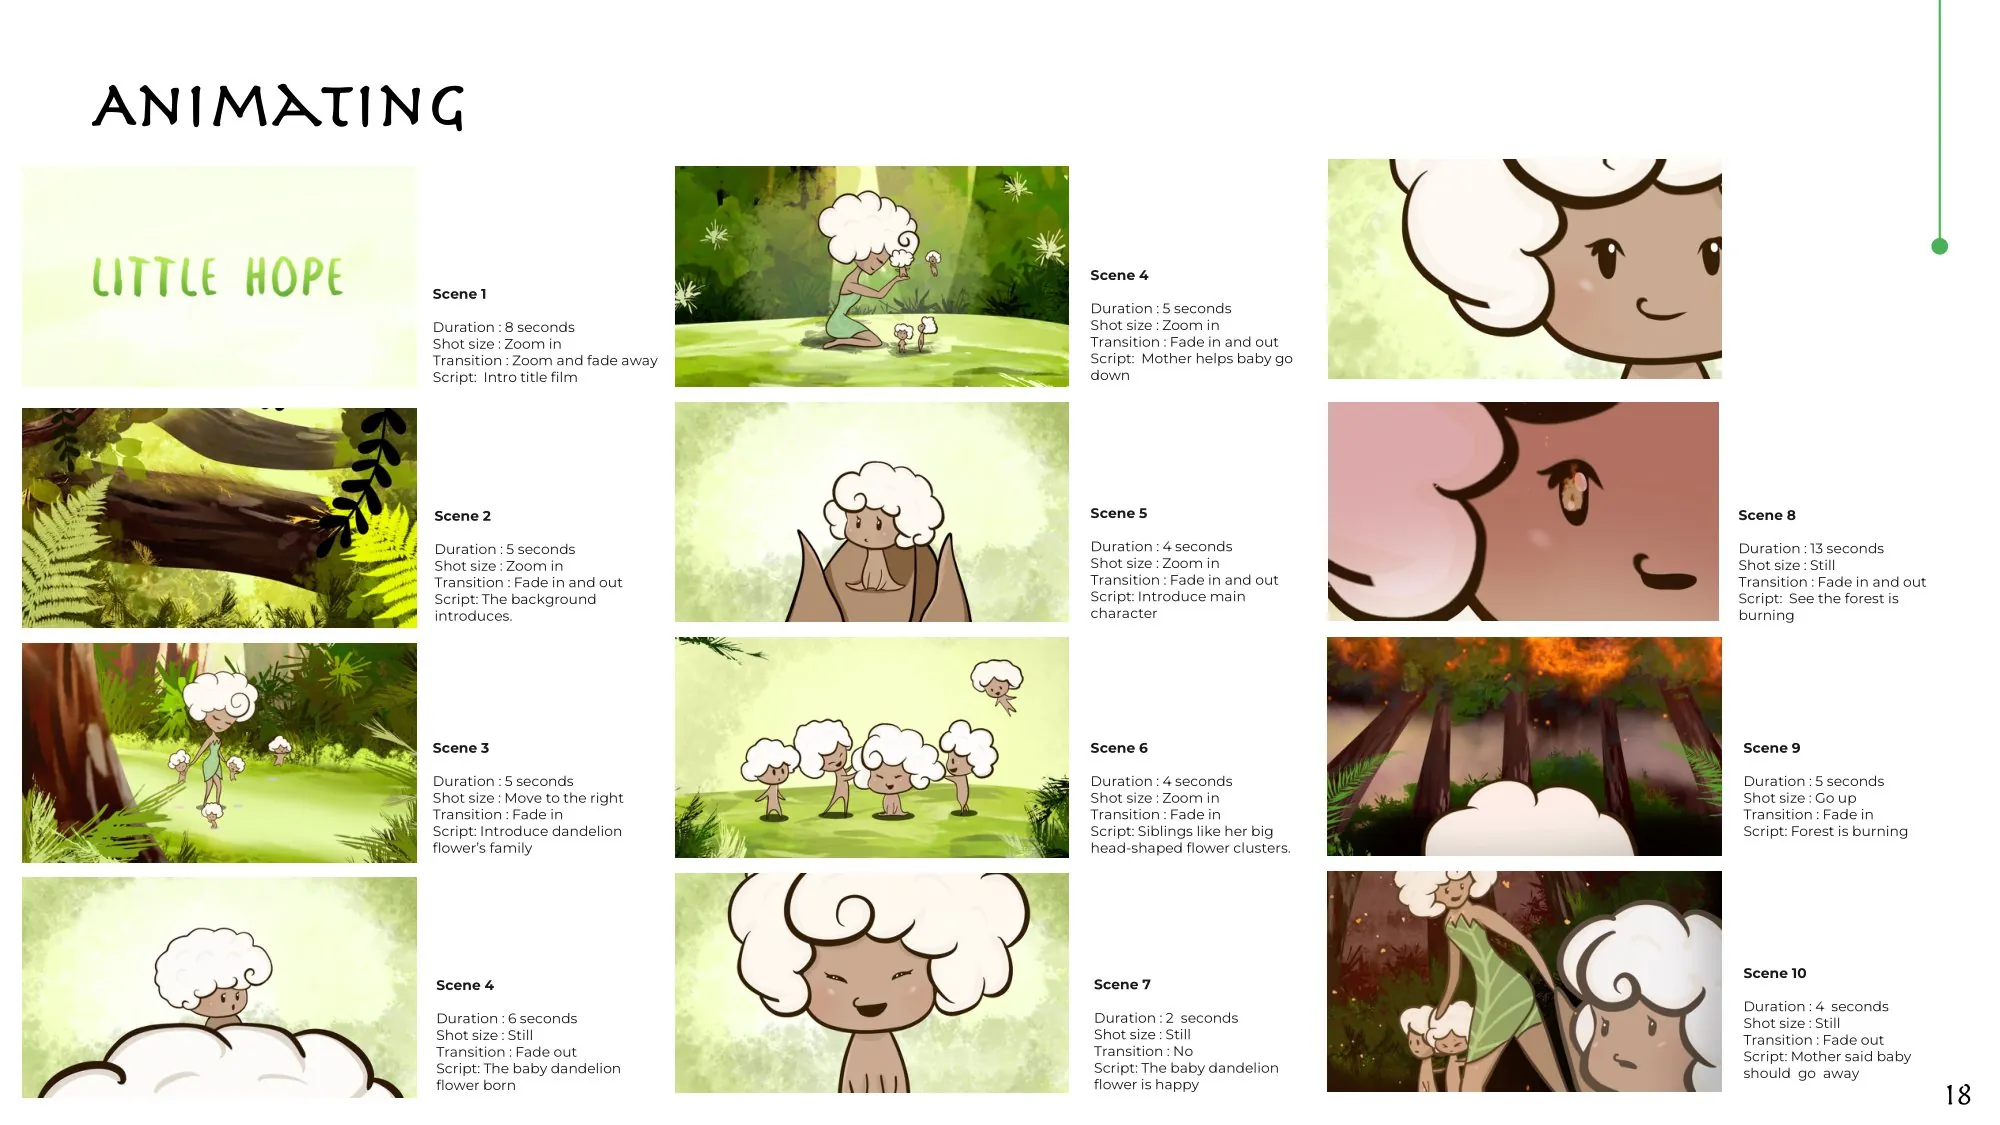 ANIMATING
LITTLE HOPE
Scene 1
Duration : 8 seconds
Shot size : Zoom in
Transition : Zoom and fade away
Script:  Intro title film
Scene 2
Duration : 5 seconds
Shot size : Zoom in
Transition : Fade in and out
Script: The background
introduces.
Scene 3
Duration : 5 seconds
Shot size : Move to the right
Transition : Fade in
Script: Introduce dandelion
flower's family
Scene 4
Duration : 6 seconds
Shot size : Still
Transition : Fade out
Script: The baby dandelion
flower born
Scene 4
Duration : 5 seconds
Shot size : Zoom in
Transition : Fade in and out
Script:  Mother helps baby go
down
Scene 5
Duration : 4 seconds
Shot size : Zoom in
Transition : Fade in and out
Script: Introduce main
character
Scene 6
Duration : 4 seconds
Shot size : Zoom in
Transition : Fade in
Script: Siblings like her big
head-shaped flower clusters.
Scene 7
Duration : 2  seconds
Shot size : Still
Transition : No
Script: The baby dandelion
flower is happy
Scene 8
Duration : 13 seconds
Shot size : Still
Transition : Fade in and out
Script:  See the forest is
burning
Scene 9
Duration : 5 seconds
Shot size : Go up
Transition : Fade in
Script: Forest is burning
Scene 10
Duration : 4  seconds
Shot size : Still
Transition : Fade out
Script: Mother said baby
should  go  away
18